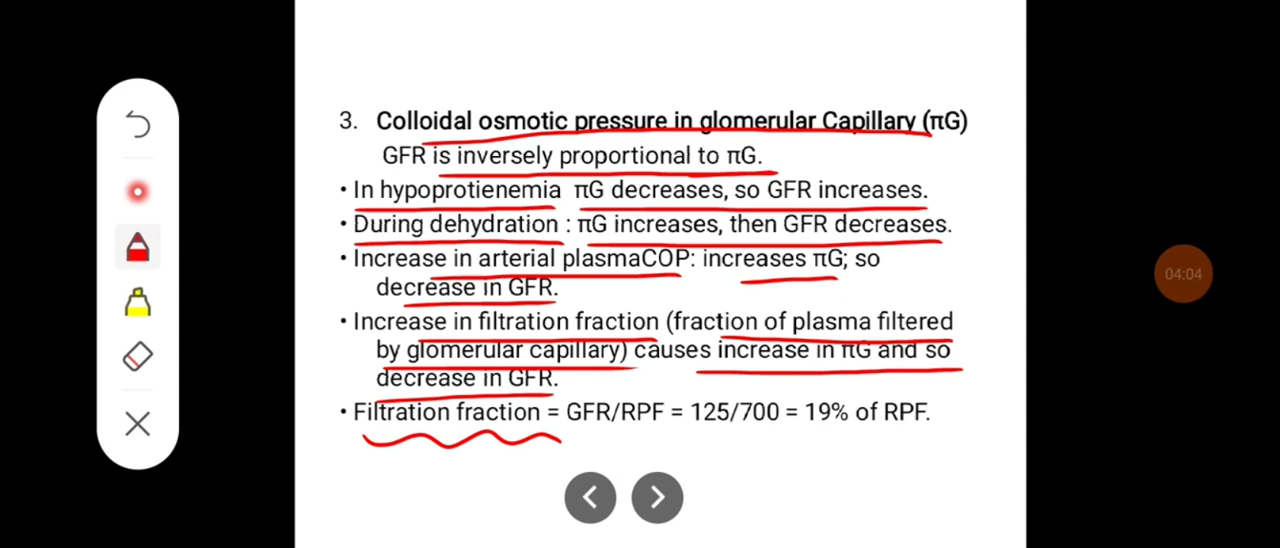 3. Colloidal osmotic pressure in glomerular Capillary (πG)
GFR is inversely proportional to πG.
• In hypoprotienemia πG decreases, so GFR increases.
• During dehydration : πG increases, then GFR decreases.
• Increase in arterial plasmaCOP: increases πG; so
decrease in GFR.
• Increase in filtration fraction (fraction of plasma filtered
by glomerular capillary) causes increase in πG and so
decrease in GFR.
• Filtration fraction = GFR/RPF = 125/700 = 19% of RPF.
04:04